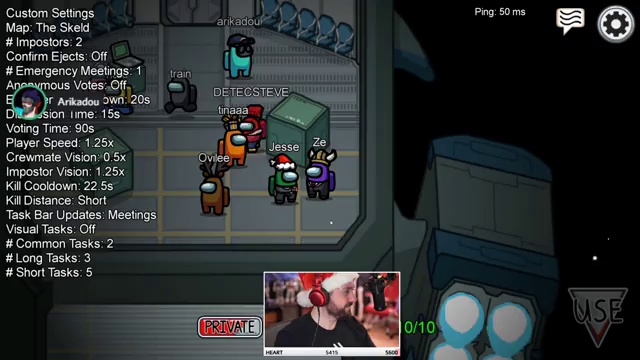 Custom Settings
Map: The Skeld
# Impostors: 2
Confirm Ejects: Off
# Emergency Meetings: 1
Anonymous Votes: Off
own: 20s
Arikadou
Time: 15s
Voting Time: 90s
Player Speed: 1.25x
Crewmate Vision: 0.5x
Impostor Vision: 1.25x
Kill Cooldown: 22.5s
Kill Distance: Short
Task Bar Updates: Meetings
Visual Tasks: Off
# Common Tasks: 2
# Long Tasks: 3
# Short Tasks: 5
arikadou
train
DETECSTEVE
tinaaa
Ovilee
Jesse
Ze
Ping: 50 ms
PRIVATE
0/10
HEART 5415 5600
USE